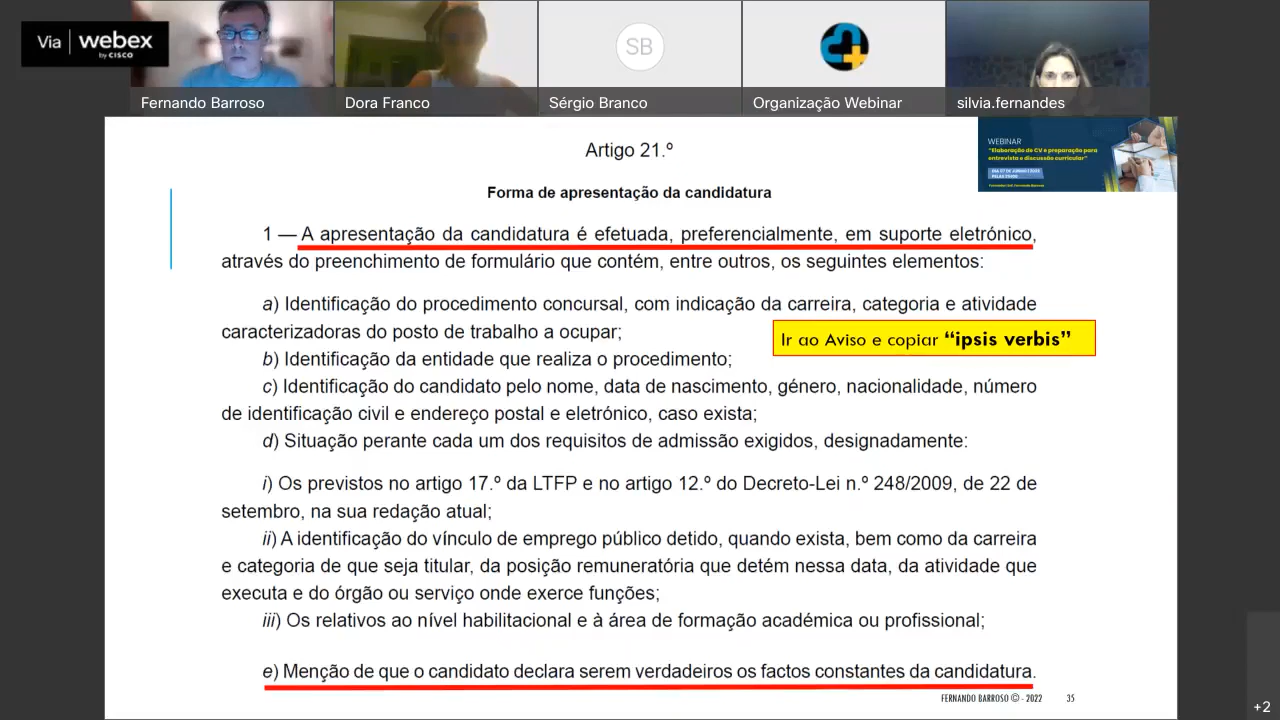 Via webex
by CISCO
SB
Fernando Barroso
Dora Franco
Sérgio Branco
Organização Webinar
silvia.fernandes
WEBINAR
"Elaboração de CV e preparação para
entrevista e discussão curricular"
Artigo 21.º
Forma de apresentação da candidatura
1 — A apresentação da candidatura é efetuada, preferencialmente, em suporte eletrónico,
através do preenchimento de formulário que contém, entre outros, os seguintes elementos:
a) Identificação do procedimento concursal, com indicação da carreira, categoria e atividade
caracterizadoras do posto de trabalho a ocupar;
Ir ao Aviso e copiar “ipsis verbis”
b) Identificação da entidade que realiza o procedimento;
c) Identificação do candidato pelo nome, data de nascimento, género, nacionalidade, número
de identificação civil e endereço postal e eletrónico, caso exista;
d) Situação perante cada um dos requisitos de admissão exigidos, designadamente:
i) Os previstos no artigo 17.º da LTFP e no artigo 12.º do Decreto-Lei n.º 248/2009, de 22 de
setembro, na sua redação atual;
ii) A identificação do vínculo de emprego público detido, quando exista, bem como da carreira
e categoria de que seja titular, da posição remuneratória que detém nessa data, da atividade que
executa e do órgão ou serviço onde exerce funções;
iii) Os relativos ao nível habilitacional e à área de formação académica ou profissional;
e) Menção de que o candidato declara serem verdadeiros os factos constantes da candidatura.
FERNANDO BARROSO © - 2022
35
+2